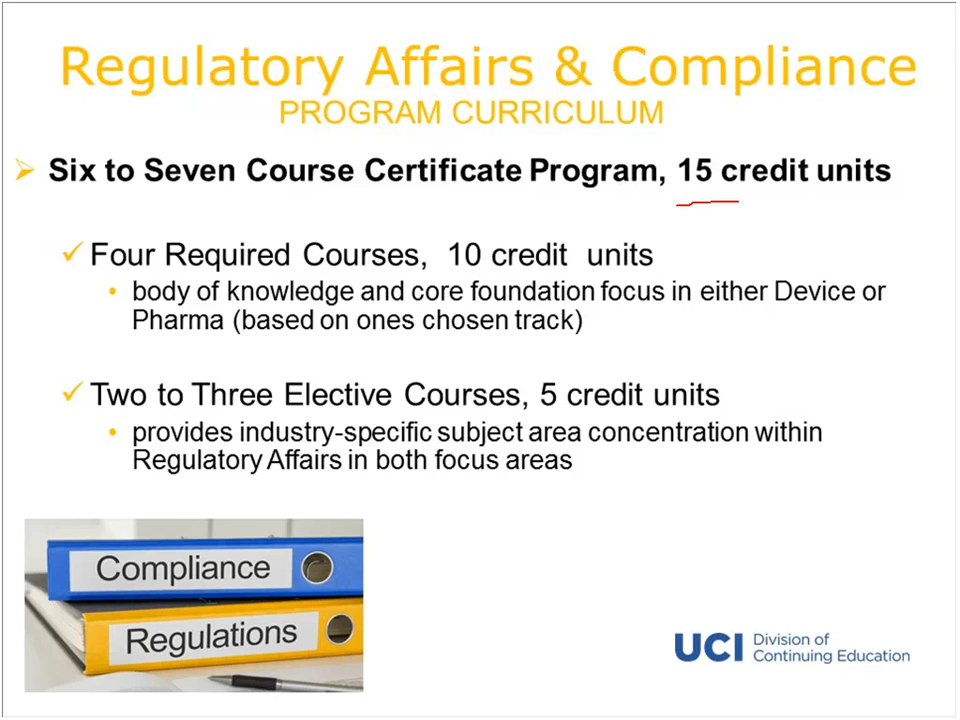 Regulatory Affairs & Compliance
PROGRAM CURRICULUM
Six to Seven Course Certificate Program, 15 credit units
Four Required Courses, 10 credit units
body of knowledge and core foundation focus in either Device or
Pharma (based on ones chosen track)
Two to Three Elective Courses, 5 credit units
provides industry-specific subject area concentration within
Regulatory Affairs in both focus areas
Compliance
Regulations
UCI Division of
Continuing Education